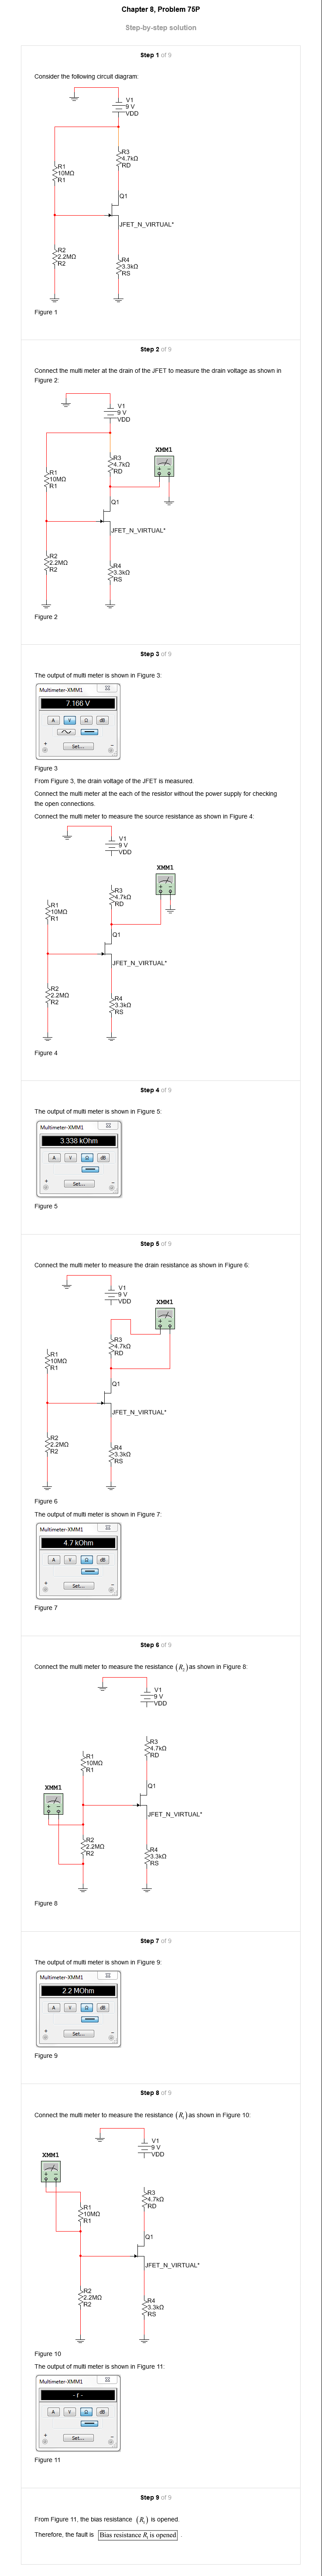 Chapter 8, Problem 75P
Step-by-step solution
Step 1 of 9
Consider the following circuit diagram:
V1
9 V
VDD
R3
4.7kΩ
RD
R1
10MΩ
R1
Q1
JFET_N_VIRTUAL*
R2
2.2MΩ
R2
R4
3.3kΩ
RS
Figure 1
Step 2 of 9
Connect the multi meter at the drain of the JFET to measure the drain voltage as shown in
Figure 2:
V1
9 V
VDD
XMM1
R3
4.7kΩ
RD
R1
10MΩ
R1
Q1
JFET_N_VIRTUAL*
R2
2.2MΩ
R2
R4
3.3kΩ
RS
Figure 2
Step 3 of 9
The output of multi meter is shown in Figure 3:
Multimeter-XMM1
7.166 V
A V Ω dB
Set...
Figure 3
From Figure 3, the drain voltage of the JFET is measured.
Connect the multi meter at the each of the resistor without the power supply for checking
the open connections.
Connect the multi meter to measure the source resistance as shown in Figure 4:
V1
9 V
VDD
XMM1
R3
4.7kΩ
RD
R1
10MΩ
R1
Q1
JFET_N_VIRTUAL*
R2
2.2MΩ
R2
R4
3.3kΩ
RS
Figure 4
Step 4 of 9
The output of multi meter is shown in Figure 5:
Multimeter-XMM1
3.338 kOhm
A V Ω dB
Set...
Figure 5
Step 5 of 9
Connect the multi meter to measure the drain resistance as shown in Figure 6:
V1
9 V
VDD
XMM1
R3
4.7kΩ
RD
R1
10MΩ
R1
Q1
JFET_N_VIRTUAL*
R2
2.2MΩ
R2
R4
3.3kΩ
RS
Figure 6
The output of multi meter is shown in Figure 7:
Multimeter-XMM1
4.7 kOhm
A V Ω dB
Set...
Figure 7
Step 6 of 9
Connect the multi meter to measure the resistance (R₂) as shown in Figure 8:
V1
9 V
VDD
R3
4.7kΩ
RD
R1
10MΩ
R1
XMM1
Q1
JFET_N_VIRTUAL*
R2
2.2MΩ
R2
R4
3.3kΩ
RS
Figure 8
Step 7 of 9
The output of multi meter is shown in Figure 9:
Multimeter-XMM1
2.2 MOhm
A V Ω dB
Set...
Figure 9
Step 8 of 9
Connect the multi meter to measure the resistance (R₁) as shown in Figure 10:
V1
9 V
VDD
XMM1
R3
4.7kΩ
RD
R1
10MΩ
R1
Q1
JFET_N_VIRTUAL*
R2
2.2MΩ
R2
R4
3.3kΩ
RS
Figure 10
The output of multi meter is shown in Figure 11:
Multimeter-XMM1
- r -
A V Ω dB
Set...
Figure 11
Step 9 of 9
From Figure 11, the bias resistance (R₁) is opened.
Therefore, the fault is Bias resistance R₁ is opened.